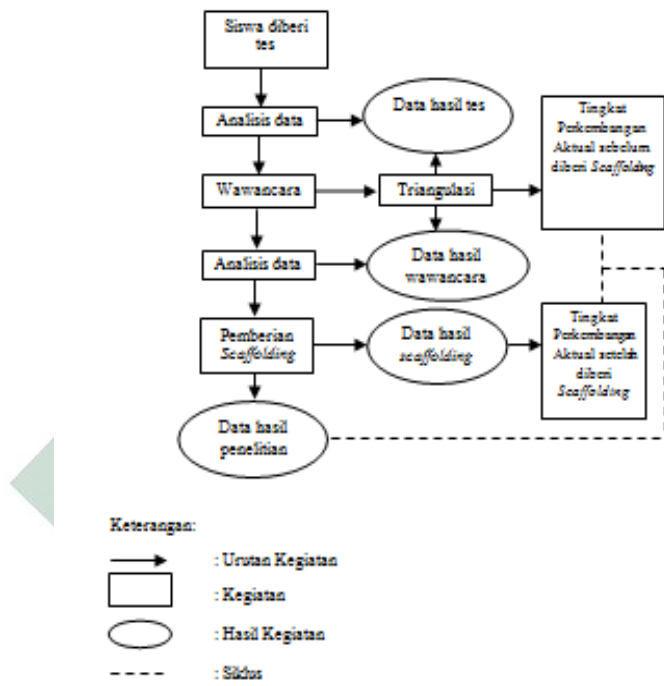 Siswa diberi
tes
Analisis data
Data hasil tes
Tingkat
Perkembangan
Aktual sebelum
diberi Scaffolding
Wawancara
Triangulasi
Analisis data
Data hasil
wawancara
Pemberian
Scaffolding
Data hasil
scaffolding
Tingkat
Perkembangan
Aktual setelah
diberi
Scaffolding
Data hasil
penelitian
Keterangan:
: Urutan Kegiatan
: Kegiatan
: Hasil Kegiatan
: Siklus